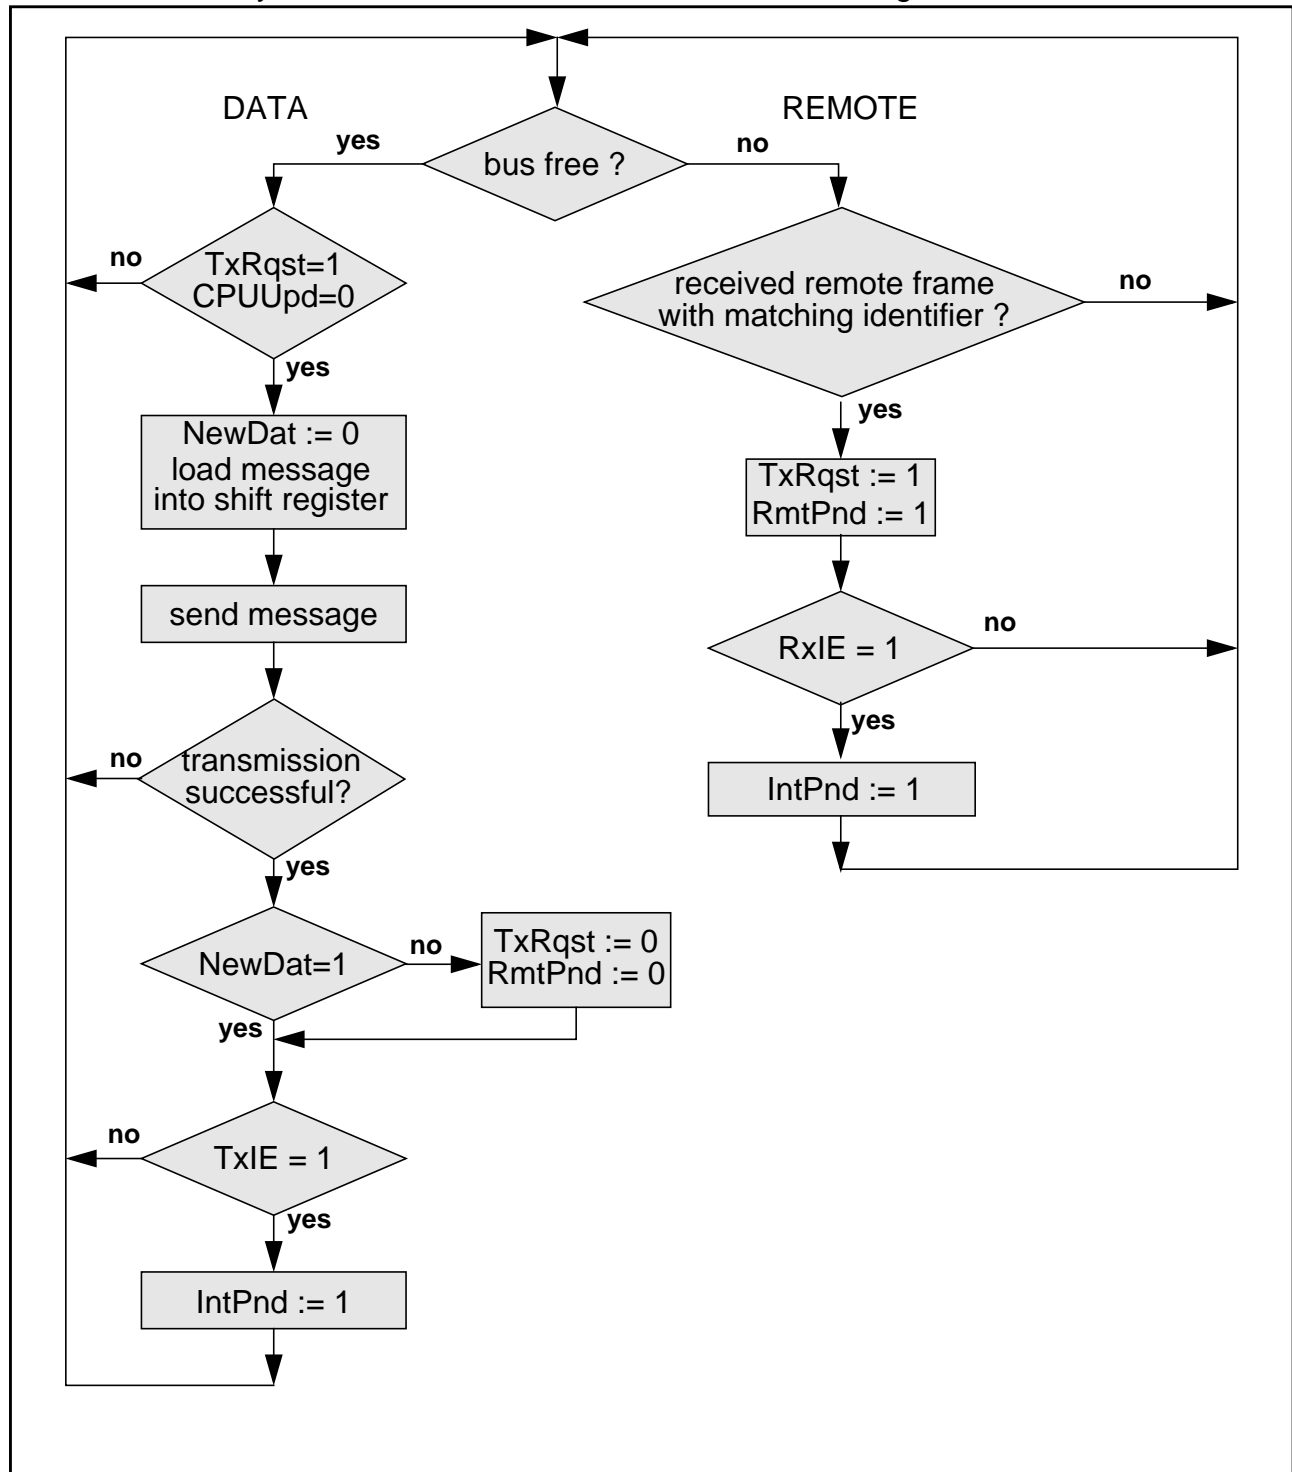 DATA
REMOTE
yes
bus free ?
no
no
TxRqst=1
CPUUpd=0
received remote frame
with matching identifier ?
no
yes
yes
NewDat := 0
load message
into shift register
TxRqst := 1
RmtPnd := 1
send message
RxIE = 1
no
yes
no
transmission
successful?
IntPnd := 1
yes
NewDat=1
no
TxRqst := 0
RmtPnd := 0
yes
no
TxIE = 1
yes
IntPnd := 1